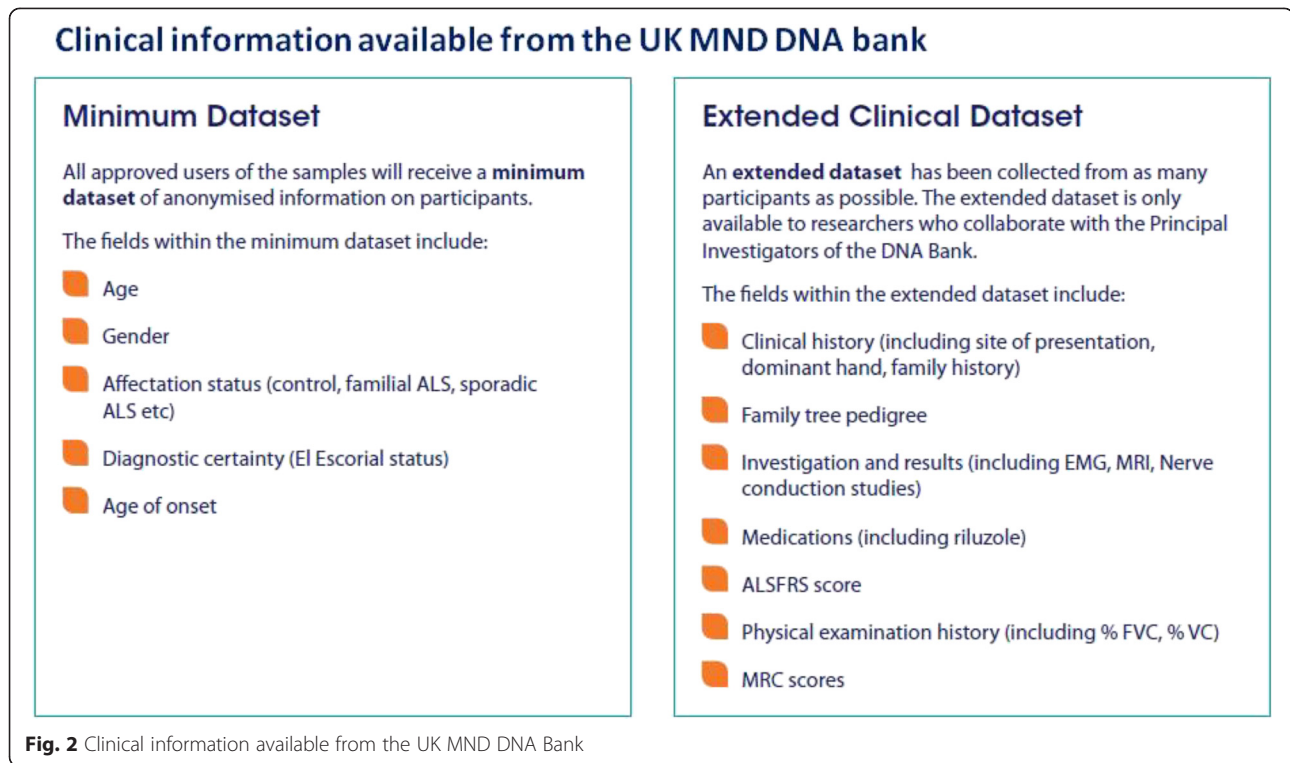 Clinical information available from the UK MND DNA bank
Minimum Dataset
All approved users of the samples will receive a minimum
dataset of anonymised information on participants.
The fields within the minimum dataset include:
Age
Gender
Affectation status (control, familial ALS, sporadic
ALS etc)
Diagnostic certainty (El Escorial status)
Age of onset
Extended Clinical Dataset
An extended dataset has been collected from as many
participants as possible. The extended dataset is only
available to researchers who collaborate with the Principal
Investigators of the DNA Bank.
The fields within the extended dataset include:
Clinical history (including site of presentation,
dominant hand, family history)
Family tree pedigree
Investigation and results (including EMG, MRI, Nerve
conduction studies)
Medications (including riluzole)
ALSFRS score
Physical examination history (including % FVC, % VC)
MRC scores
Fig. 2 Clinical information available from the UK MND DNA Bank